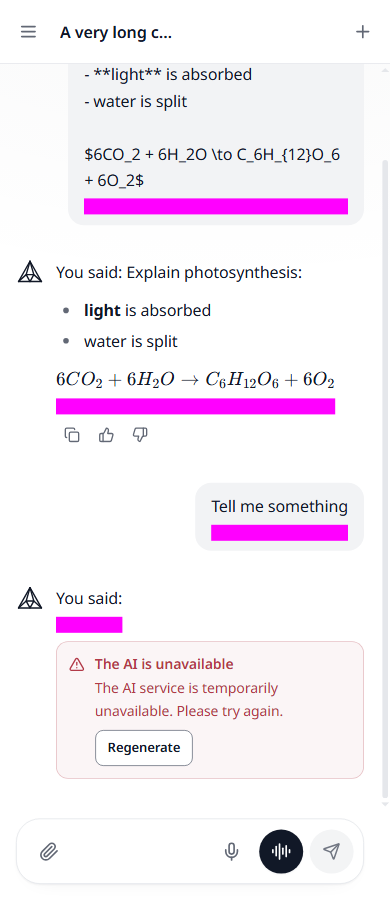 A very long c...
- **light** is absorbed
- water is split
$6CO_2 + 6H_2O \to C_6H_{12}O_6
+ 6O_2$
You said: Explain photosynthesis:
• light is absorbed
• water is split
6CO₂ + 6H₂O → C₆H₁₂O₆ + 6O₂
Tell me something
You said:
The AI is unavailable
The AI service is temporarily
unavailable. Please try again.
Regenerate